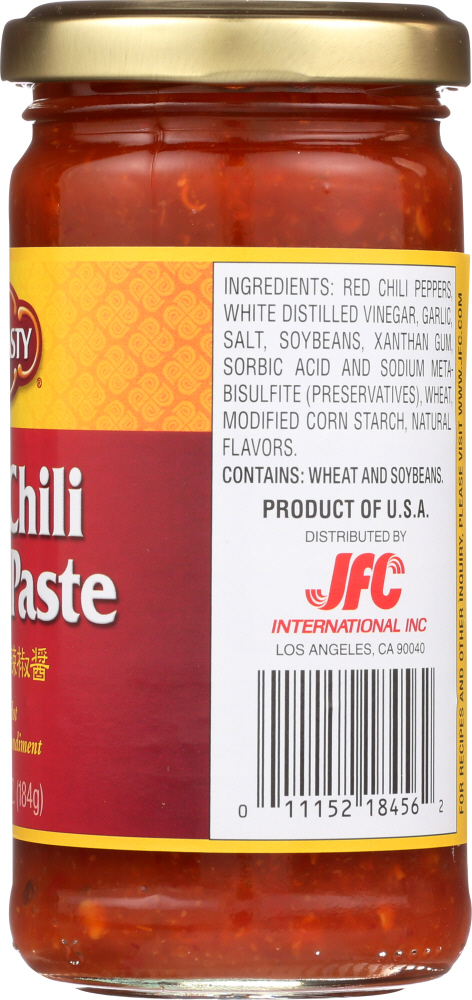 STY
®
Chili
Paste
椒醬
(184g)
INGREDIENTS: RED CHILI PEPPERS,
WHITE DISTILLED VINEGAR, GARLIC,
SALT, SOYBEANS, XANTHAN GUM,
SORBIC ACID AND SODIUM META-
BISULFITE (PRESERVATIVES), WHEAT,
MODIFIED CORN STARCH, NATURAL
FLAVORS.
CONTAINS: WHEAT AND SOYBEANS.
PRODUCT OF U.S.A.
DISTRIBUTED BY
JFC
INTERNATIONAL INC
LOS ANGELES, CA 90040
0 11152 18456 2
FOR RECIPES AND OTHER INQUIRY, PLEASE VISIT WWW.JFC.COM